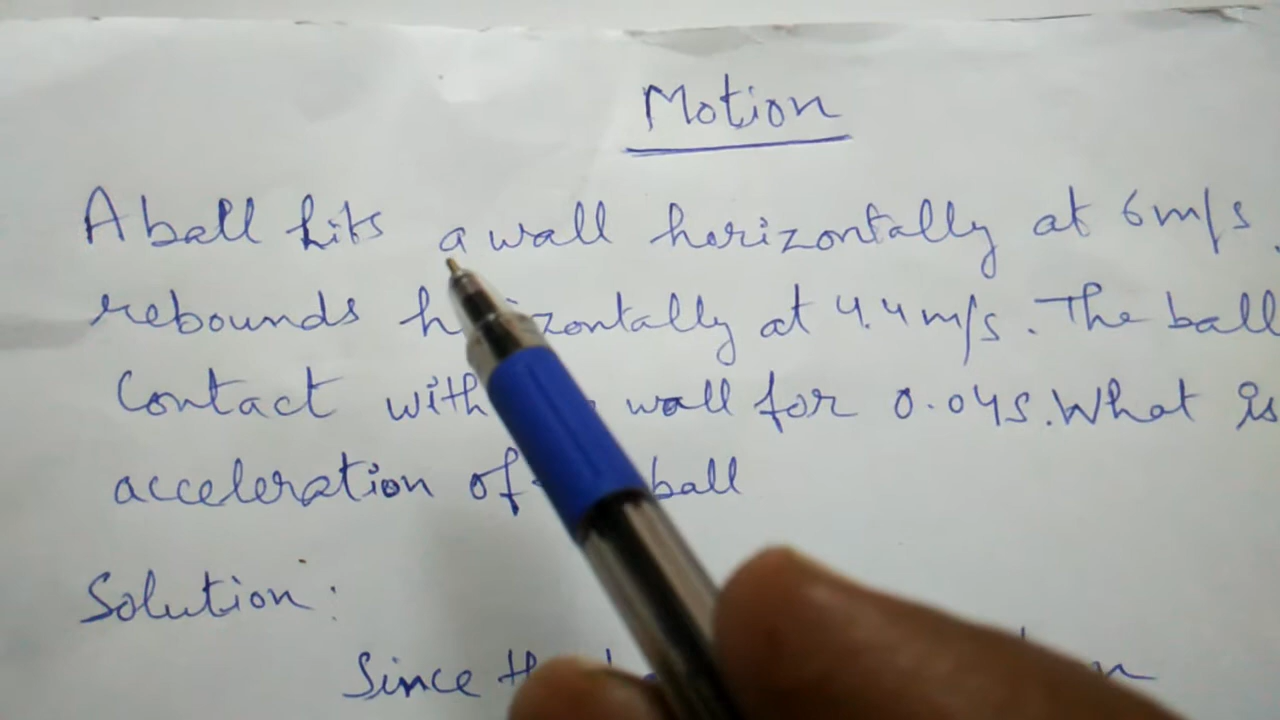 Motion
A ball hits a wall horizontally at 6m/s.
rebounds horizontally at 4.4m/s. The ball
Contact with wall for 0.04s. What is
acceleration of ball
Solution:
Since